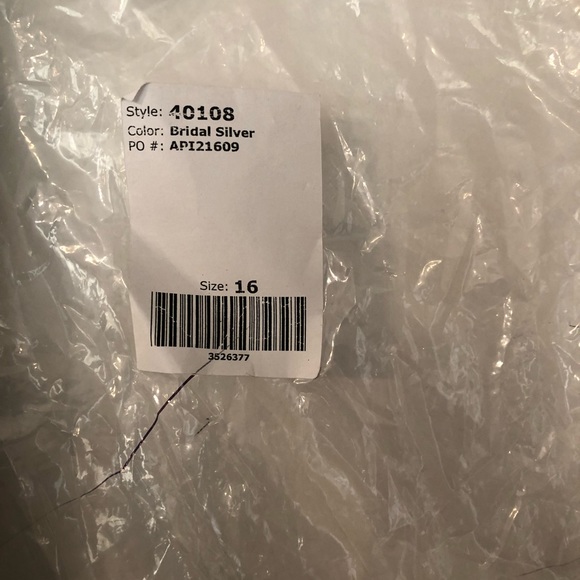 Style: 40108
Color: Bridal Silver
PO #: API21609
Size: 16
3526377